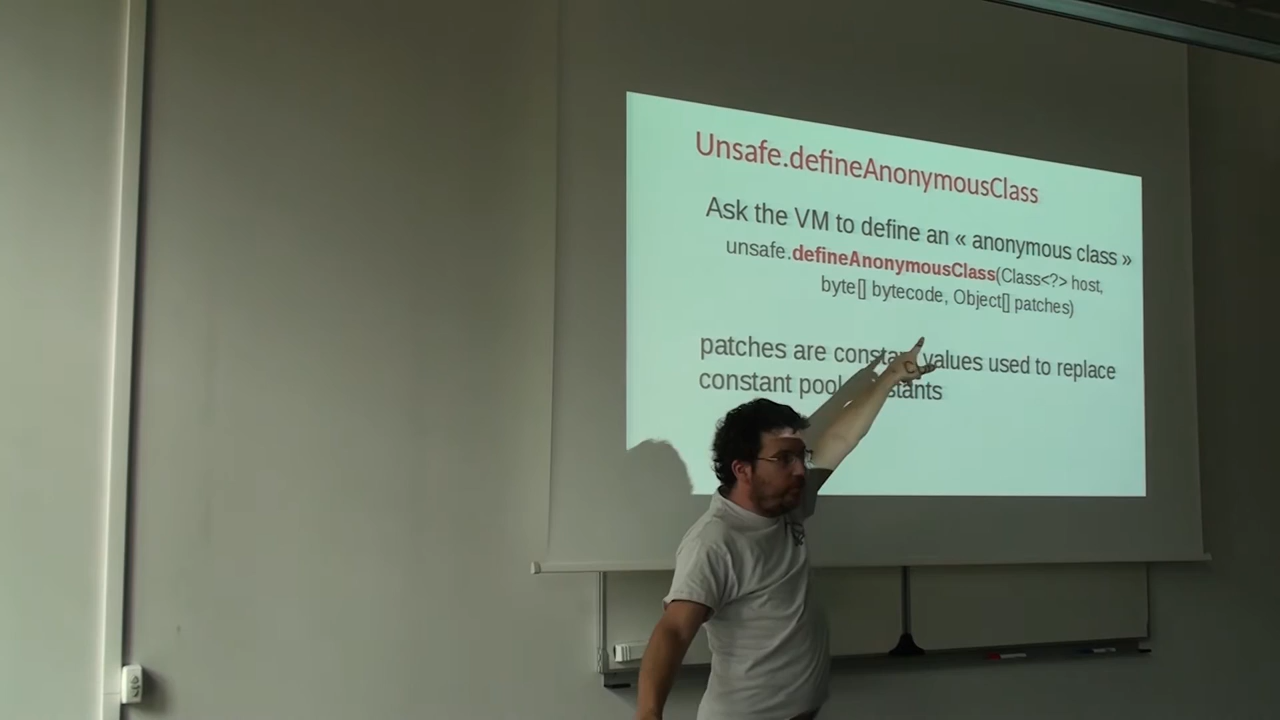 Unsafe.defineAnonymousClass
Ask the VM to define an « anonymous class »
unsafe.defineAnonymousClass(Class<?> host,
byte[] bytecode, Object[] patches)
patches are constant values used to replace
constant pool constants